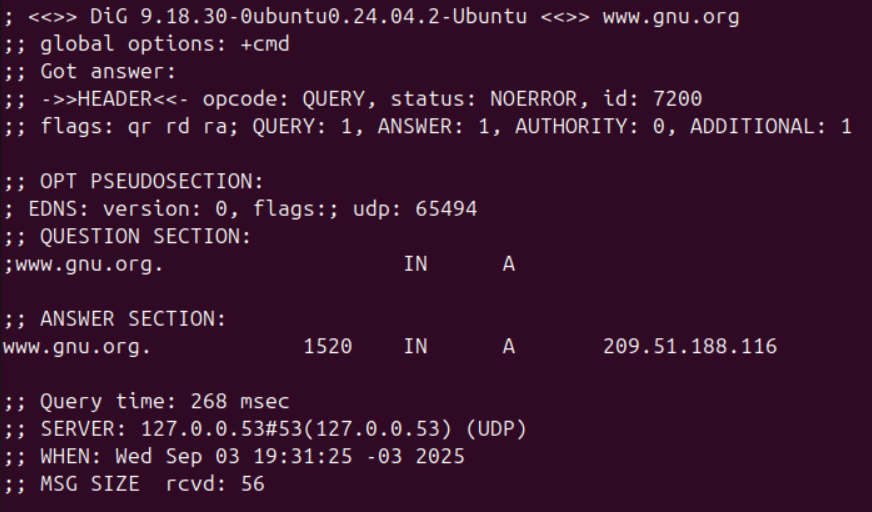 ; <<>> DiG 9.18.30-0ubuntu0.24.04.2-Ubuntu <<>> www.gnu.org
;; global options: +cmd
;; Got answer:
;; ->>HEADER<<- opcode: QUERY, status: NOERROR, id: 7200
;; flags: qr rd ra; QUERY: 1, ANSWER: 1, AUTHORITY: 0, ADDITIONAL: 1

;; OPT PSEUDOSECTION:
; EDNS: version: 0, flags:; udp: 65494
;; QUESTION SECTION:
;www.gnu.org.			IN	A

;; ANSWER SECTION:
www.gnu.org.		1520	IN	A	209.51.188.116

;; Query time: 268 msec
;; SERVER: 127.0.0.53#53(127.0.0.53) (UDP)
;; WHEN: Wed Sep 03 19:31:25 -03 2025
;; MSG SIZE  rcvd: 56